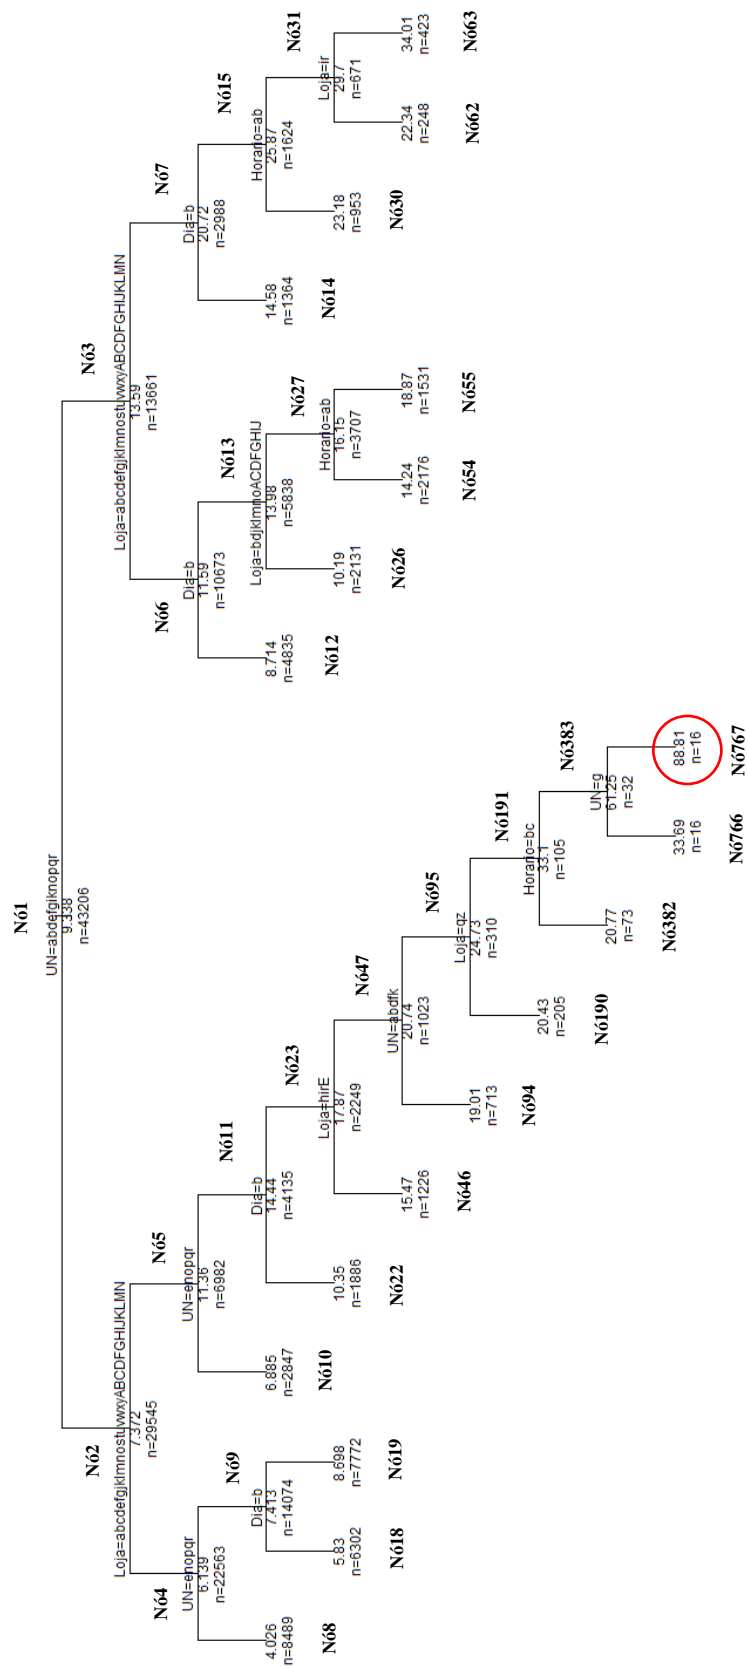 Nó1
UN=abdefgiknopqr
9.338
n=43206
Nó2
Loja=abcdefgjklmnostuvwxyABCDFGHIJKLMN
7.372
n=29545
Nó3
Loja=abcdefgjklmnostuvwxyABCDFGHIJKLMN
13.59
n=13661
Nó4
UN=enopqr
6.139
n=22563
Nó5
UN=enopqr
11.36
n=6982
Nó6
Dia=b
11.59
n=10673
Nó7
Dia=b
20.72
n=2988
4.026
n=8489
Nó8
Nó9
Dia=b
7.413
n=14074
6.885
n=2847
Nó10
Nó11
Dia=b
14.44
n=4135
8.714
n=4835
Nó12
Nó13
Loja=bdjklmnoACDFGHIJ
13.98
n=5838
14.58
n=1364
Nó14
Nó15
Horario=ab
25.87
n=1624
5.83
n=6302
Nó18
8.698
n=7772
Nó19
10.35
n=1886
Nó22
Nó23
Loja=hirE
17.87
n=2249
10.19
n=2131
Nó26
Nó27
Horario=ab
16.15
n=3707
23.18
n=953
Nó30
Nó31
Loja=ir
29.7
n=671
15.47
n=1226
Nó46
Nó47
UN=abdfk
20.74
n=1023
14.24
n=2176
Nó54
18.87
n=1531
Nó55
22.34
n=248
Nó62
34.01
n=423
Nó63
19.01
n=713
Nó94
Nó95
Loja=qz
24.73
n=310
20.43
n=205
Nó190
Nó191
Horario=bc
33.1
n=105
20.77
n=73
Nó382
Nó383
UN=g
61.25
n=32
33.69
n=16
Nó766
88.81
n=16
Nó767